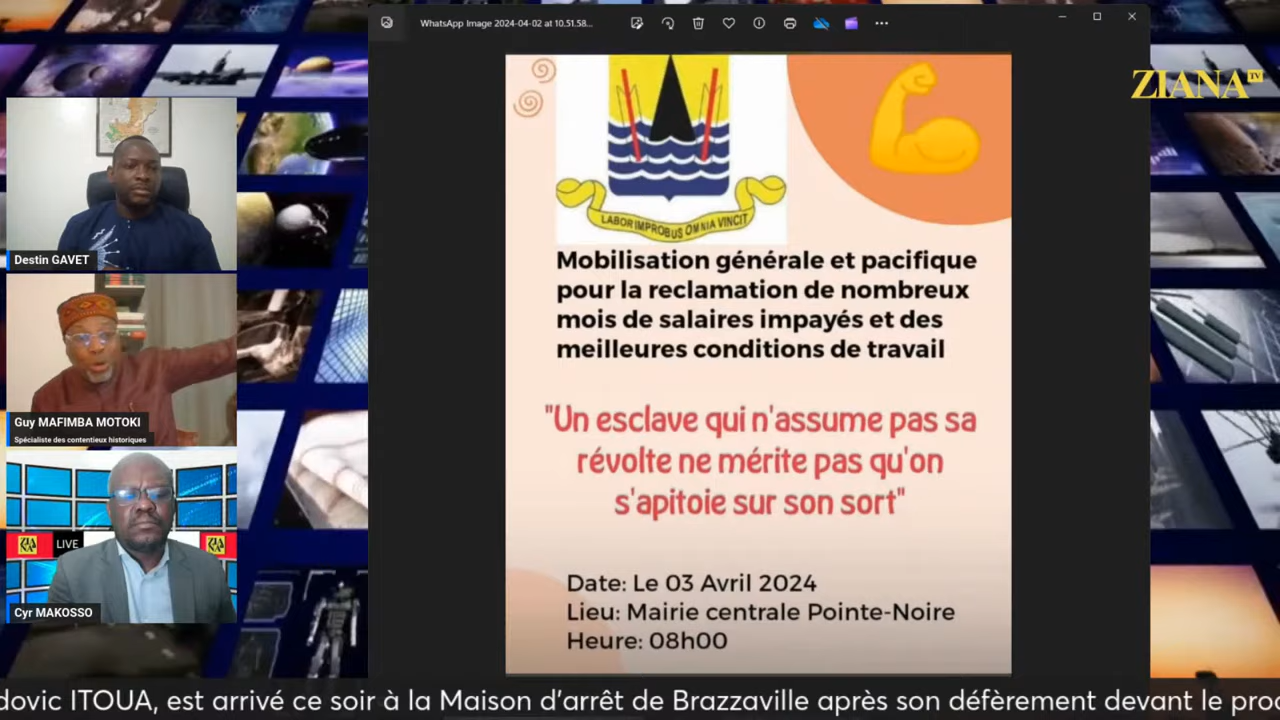 WhatsApp Image 2024-04-02 at 10.51.58...
ZIANA TV
LABOR IMPROBUS OMNIA VINCIT
Mobilisation générale et pacifique
pour la reclamation de nombreux
mois de salaires impayés et des
meilleures conditions de travail
"Un esclave qui n'assume pas sa
révolte ne mérite pas qu'on
s'apitoie sur son sort"
Date: Le 03 Avril 2024
Lieu: Mairie centrale Pointe-Noire
Heure: 08h00
Destin GAVET
Guy MAFIMBA MOTOKI
Spécialiste des contentieux historiques
LIVE
Cyr MAKOSSO
dovic ITOUA, est arrivé ce soir à la Maison d'arrêt de Brazzaville après son défèrement devant le proc